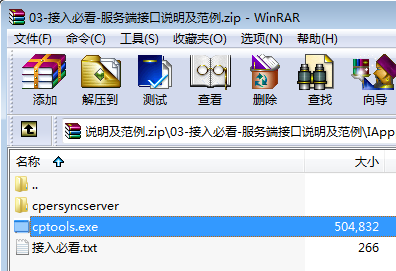 03-接入必看-服务端接口说明及范例.zip - WinRAR
文件(F) 命令(C) 工具(S) 收藏夹(O) 选项(N) 帮助(H)
添加 解压到 测试 查看 删除 查找 向导
说明及范例.zip\03-接入必看-服务端接口说明及范例\IApp
名称 大小
..
cpersyncserver
cptools.exe 504,832
接入必看.txt 266